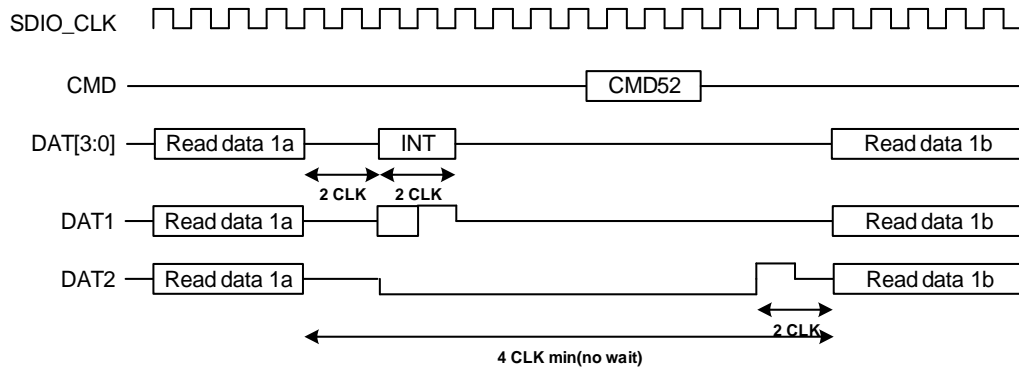 SDIO_CLK
CMD
CMD52
DAT[3:0]
Read data 1a
INT
Read data 1b
2 CLK
2 CLK
DAT1
Read data 1a
Read data 1b
DAT2
Read data 1a
Read data 1b
2 CLK
4 CLK min(no wait)